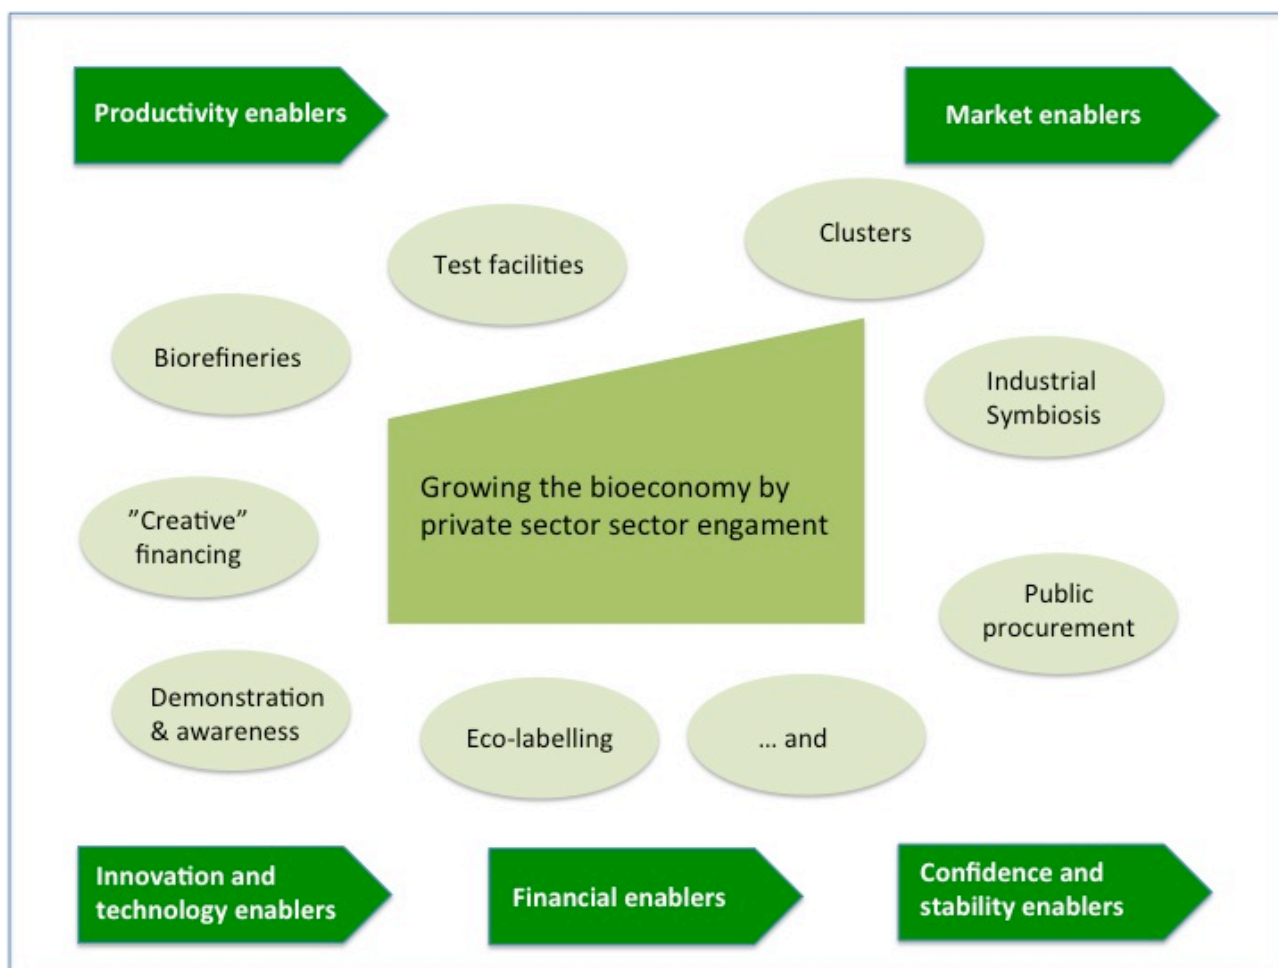 Productivity enablers
Market enablers
Test facilities
Clusters
Biorefineries
Industrial
Symbiosis
Growing the bioeconomy by
private sector sector engament
”Creative”
financing
Public
procurement
Demonstration
& awareness
Eco-labelling
... and
Innovation and
technology enablers
Financial enablers
Confidence and
stability enablers